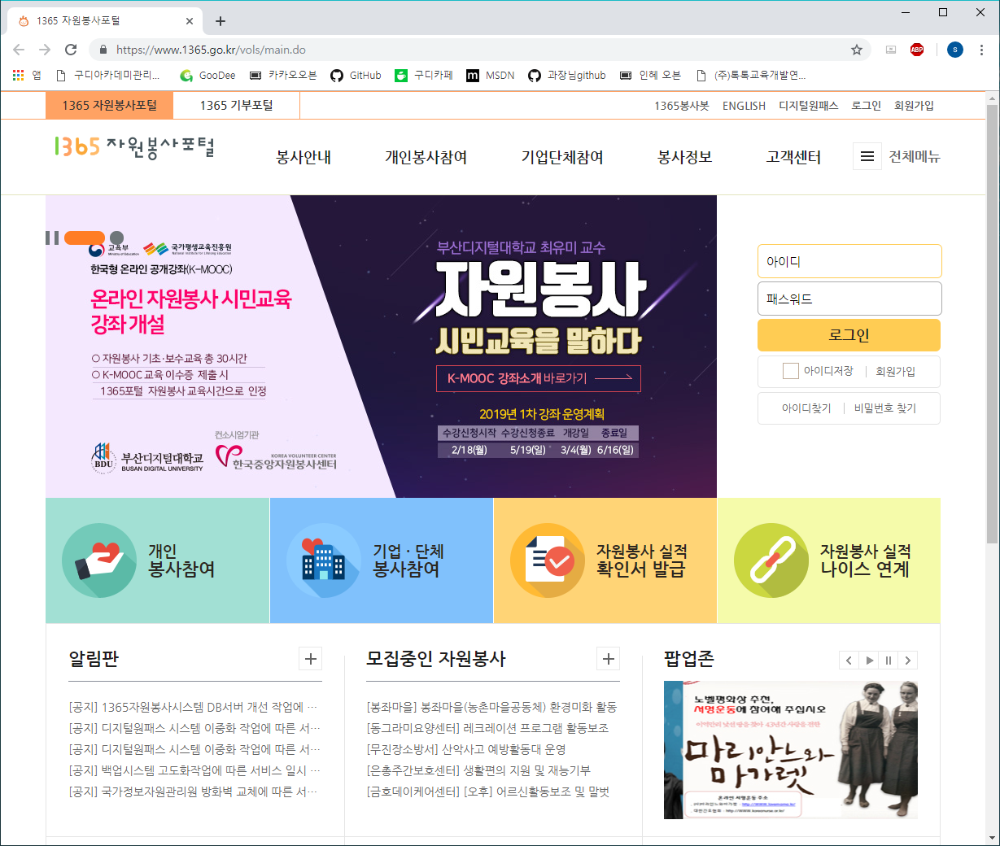 1365 자원봉사포털
https://www.1365.go.kr/vols/main.do
ABP
S
앱
구디아카데미관리...
GooDee
카카오오븐
GitHub
구디카페
m
MSDN
과장님github
인혜 오븐
(주)톡톡교육개발연...
1365 자원봉사포털
1365 기부포털
1365봉사봇
ENGLISH
디지털원패스
로그인
회원가입
1365 자원봉사포털
봉사안내
개인봉사참여
기업단체참여
봉사정보
고객센터
전체메뉴
교육부
Ministry of Education
국가평생교육진흥원
National Institute for Lifelong Education
한국형 온라인 공개강좌(K-MOOC)
온라인 자원봉사 시민교육
강좌 개설
○ 자원봉사 기초·보수교육 총 30시간
○ K-MOOC 교육 이수증 제출 시
1365포털 자원봉사 교육시간으로 인정
BDU
부산디지털대학교
BUSAN DIGITAL UNIVERSITY
컨소시엄기관
KOREA VOLUNTEER CENTER
한국중앙자원봉사센터
부산디지털대학교 최유미 교수
자원봉사
시민교육을 말하다
K-MOOC 강좌소개 바로가기
2019년 1차 강좌 운영계획
수강신청시작 수강신청종료 개강일 종료일
2/18(월) 5/19(일) 3/4(월) 6/16(일)
아이디
패스워드
로그인
아이디저장
회원가입
아이디찾기
비밀번호 찾기
개인
봉사참여
기업 · 단체
봉사참여
자원봉사 실적
확인서 발급
자원봉사 실적
나이스 연계
알림판
[공지] 1365자원봉사시스템 DB서버 개선 작업에 ...
[공지] 디지털원패스 시스템 이중화 작업에 따른 서...
[공지] 디지털원패스 시스템 이중화 작업에 따른 서...
[공지] 백업시스템 고도화작업에 따른 서비스 일시 ...
[공지] 국가정보자원관리원 방화벽 교체에 따른 서...
모집중인 자원봉사
[봉좌마을] 봉좌마을(농촌마을공동체) 환경미화 활동
[동그라미요양센터] 레크레이션 프로그램 활동보조
[무진장소방서] 산악사고 예방활동대 운영
[은총주간보호센터] 생활편의 지원 및 재능기부
[금호데이케어센터] [오후] 어르신활동보조 및 말벗
팝업존
노벨평화상 추천,
서명운동에 참여해 주십시오
마리안느와
마가렛
온라인 서명운동 주소